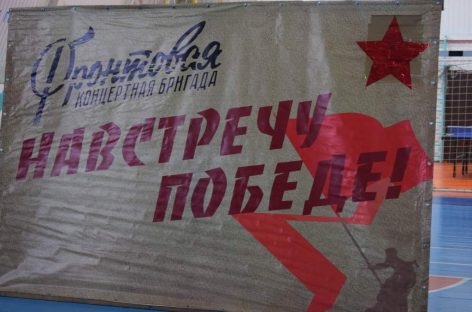 Фронтовая
КОНЦЕРТНАЯ БРИГАДА
НАВСТРЕЧУ
ПОБЕДЕ!